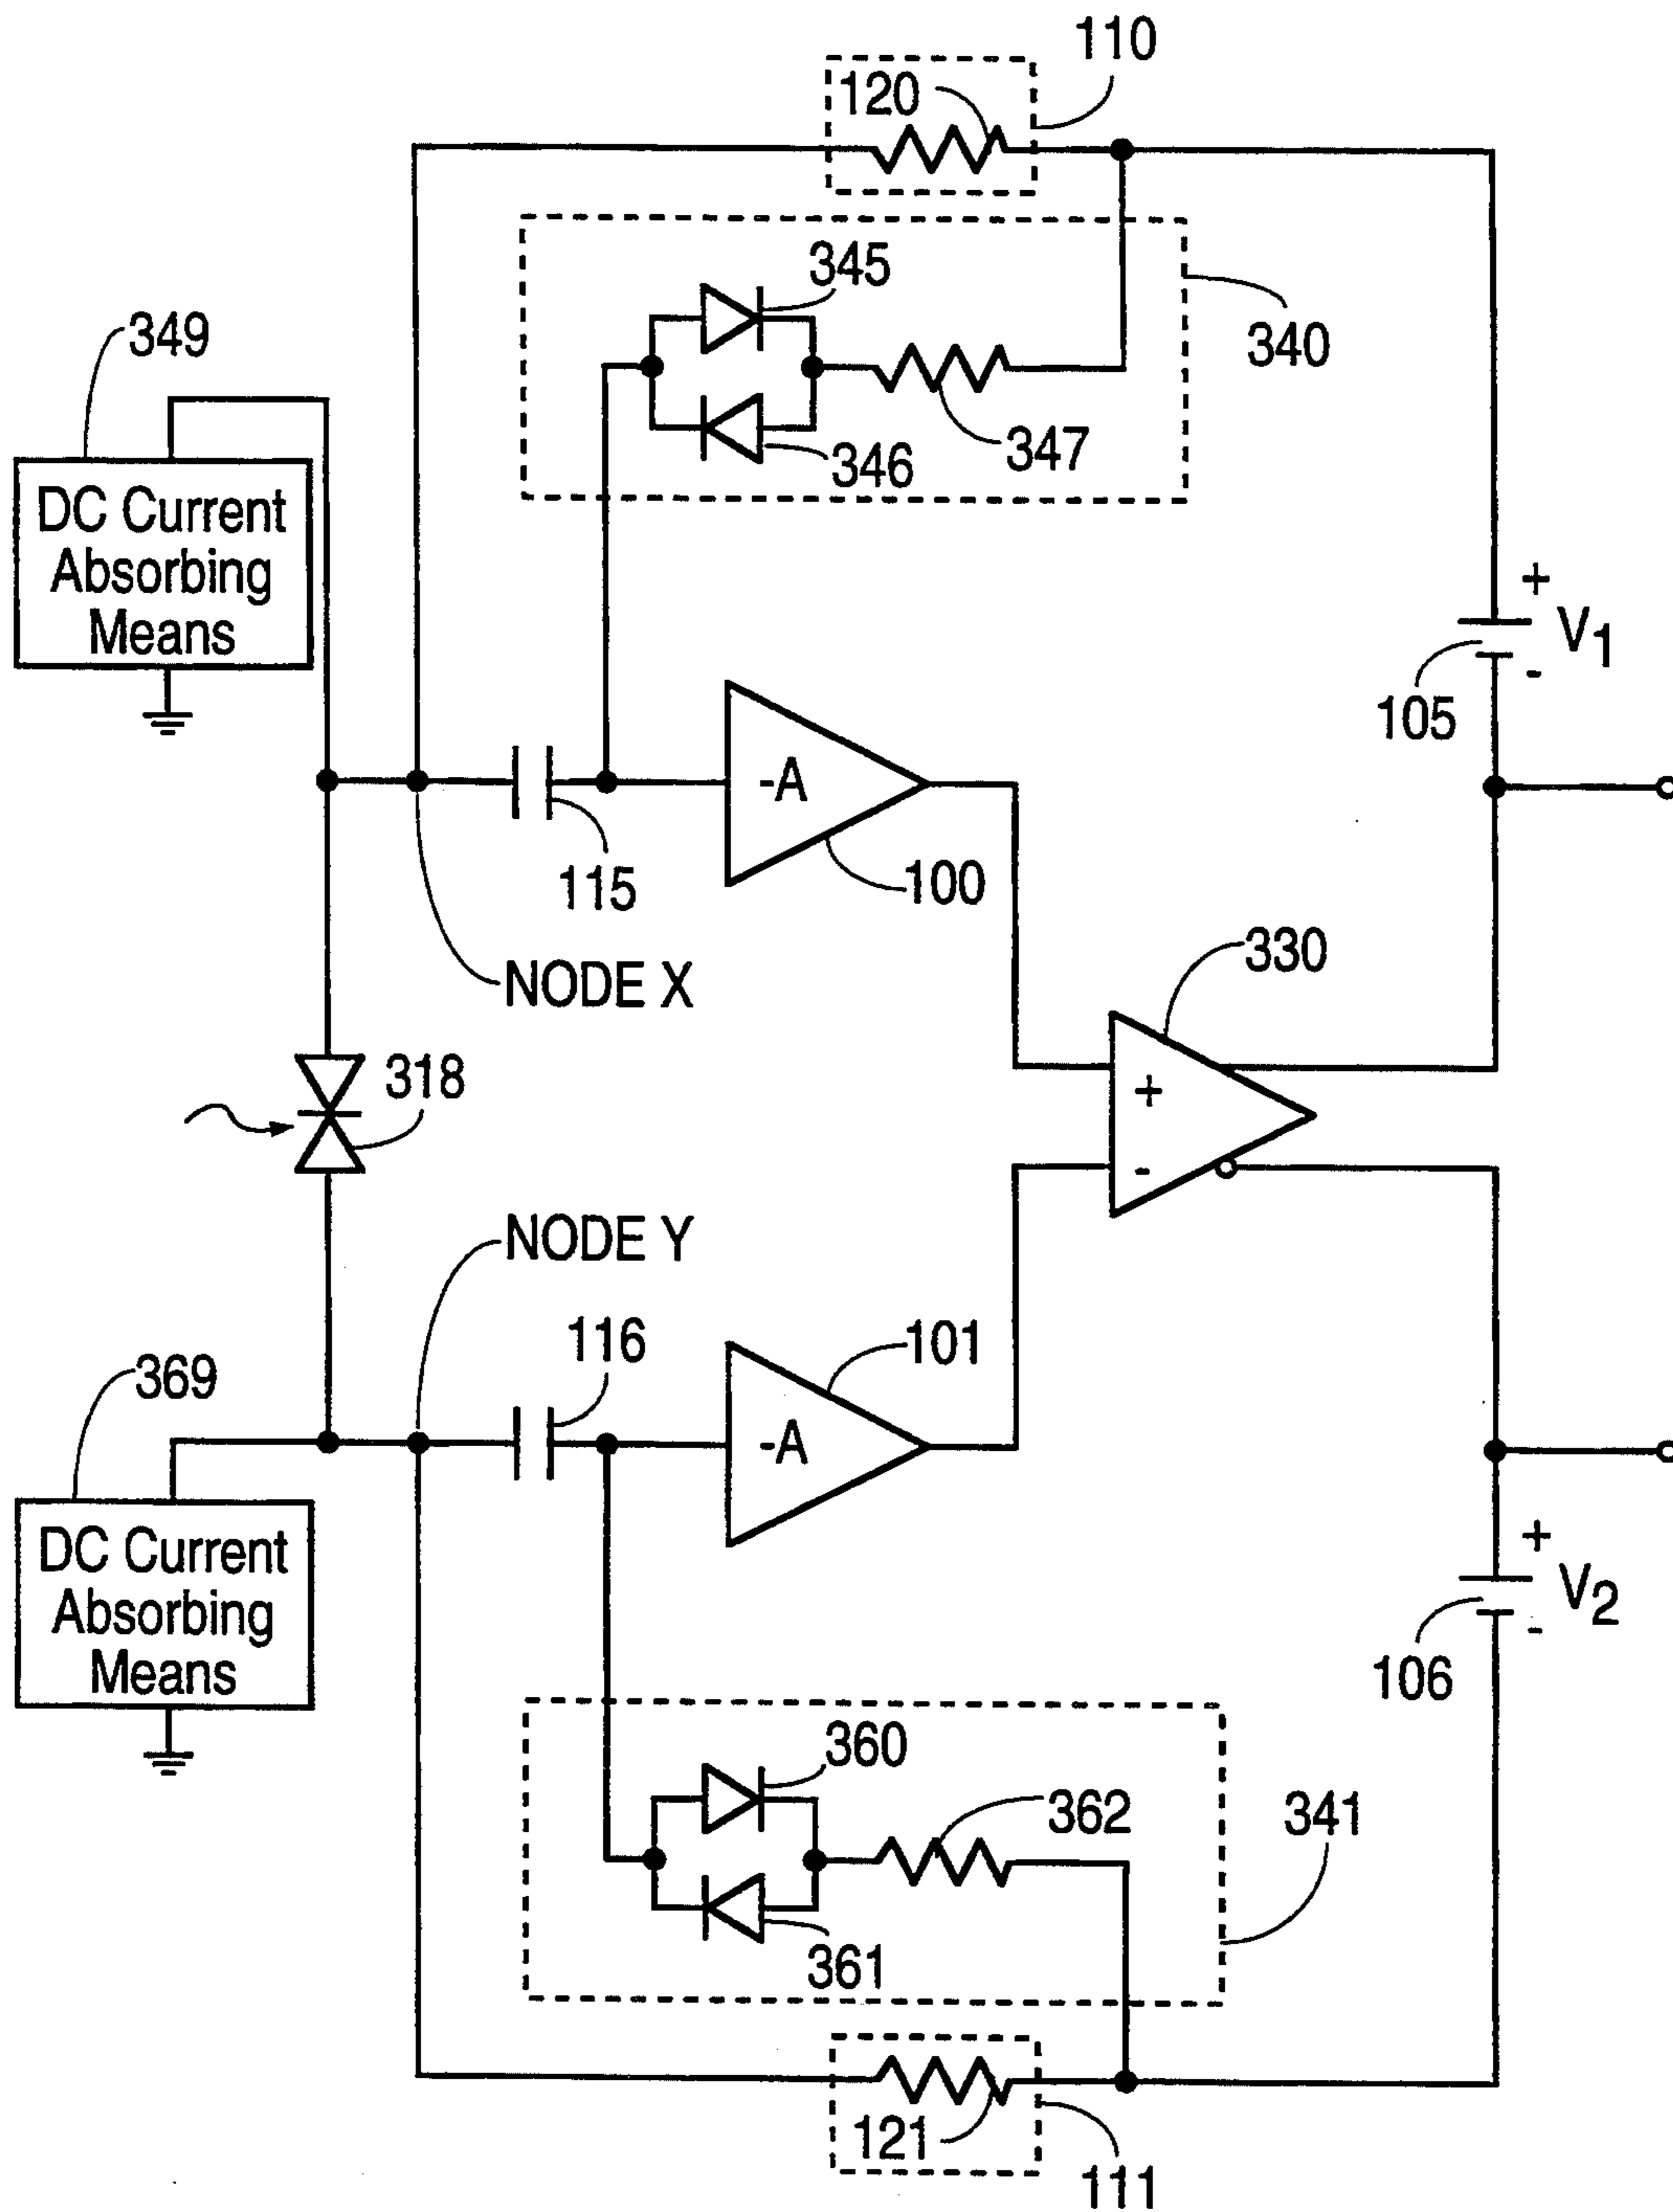 110
120
345
340
349
DC Current
Absorbing
Means
346
347
+
V1
-
105
-A
115
100
NODE X
330
318
+
-
NODE Y
116
101
369
-A
DC Current
Absorbing
Means
+
V2
-
106
360
362
341
361
121
111